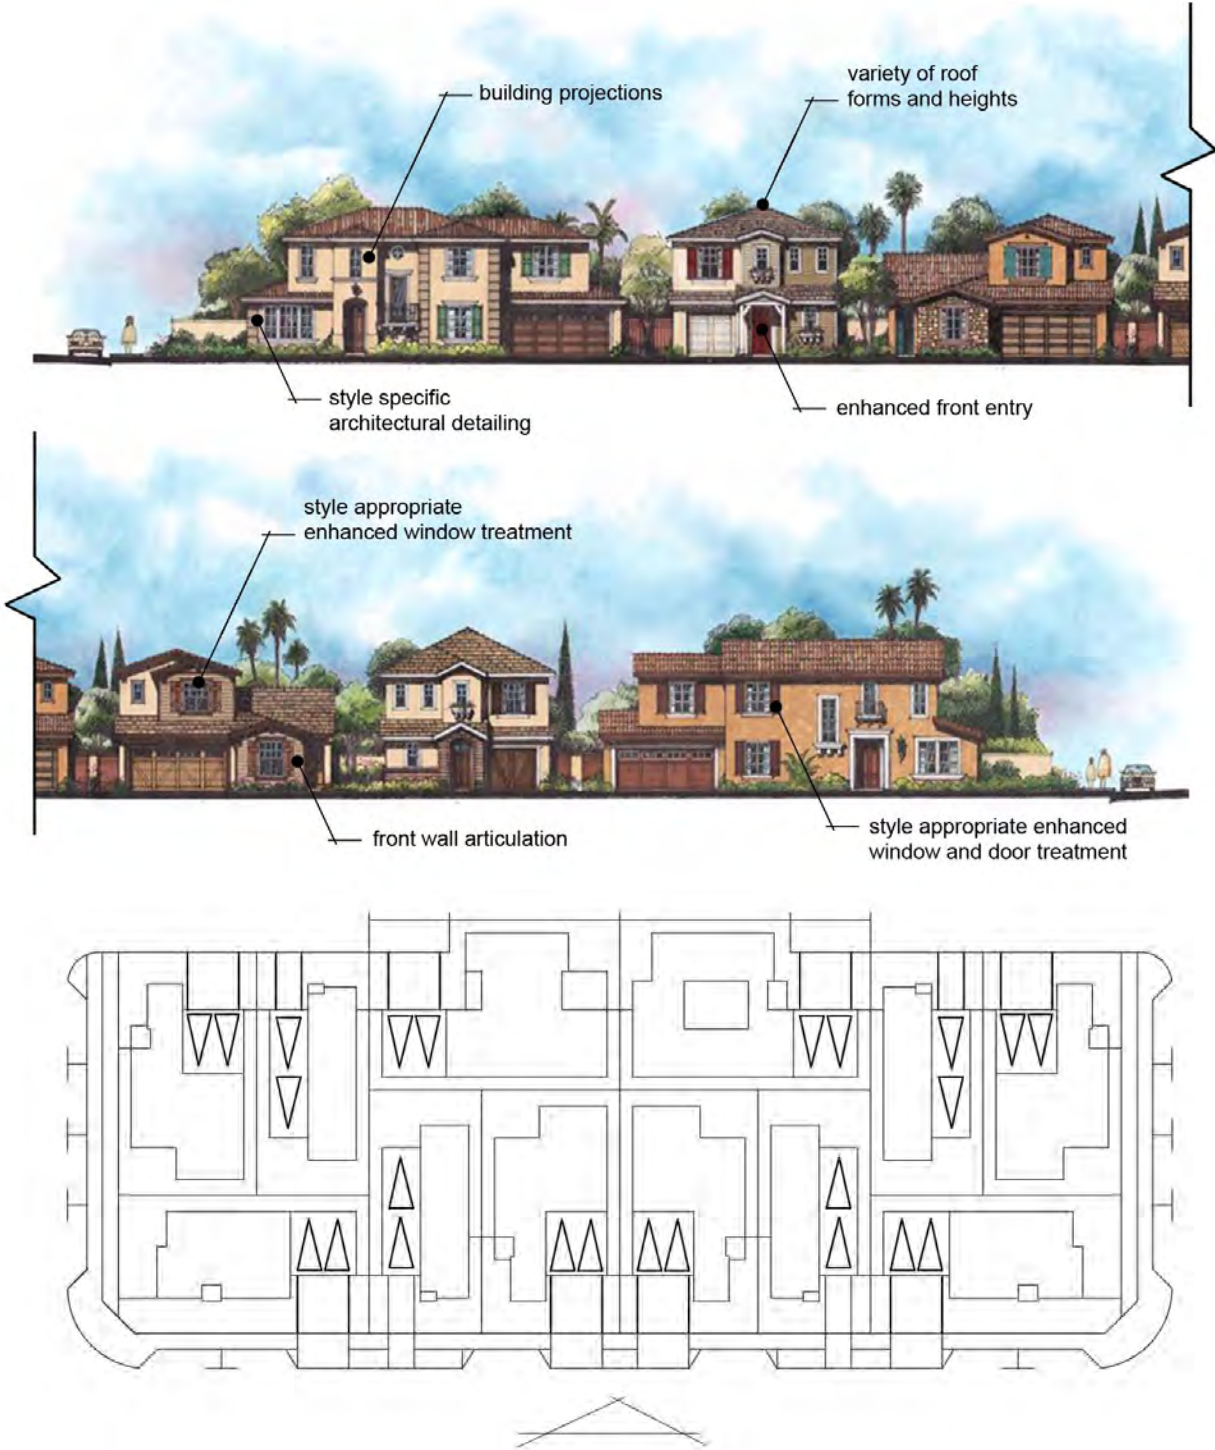 building projections
variety of roof
forms and heights
style specific
architectural detailing
enhanced front entry
style appropriate
enhanced window treatment
front wall articulation
style appropriate enhanced
window and door treatment